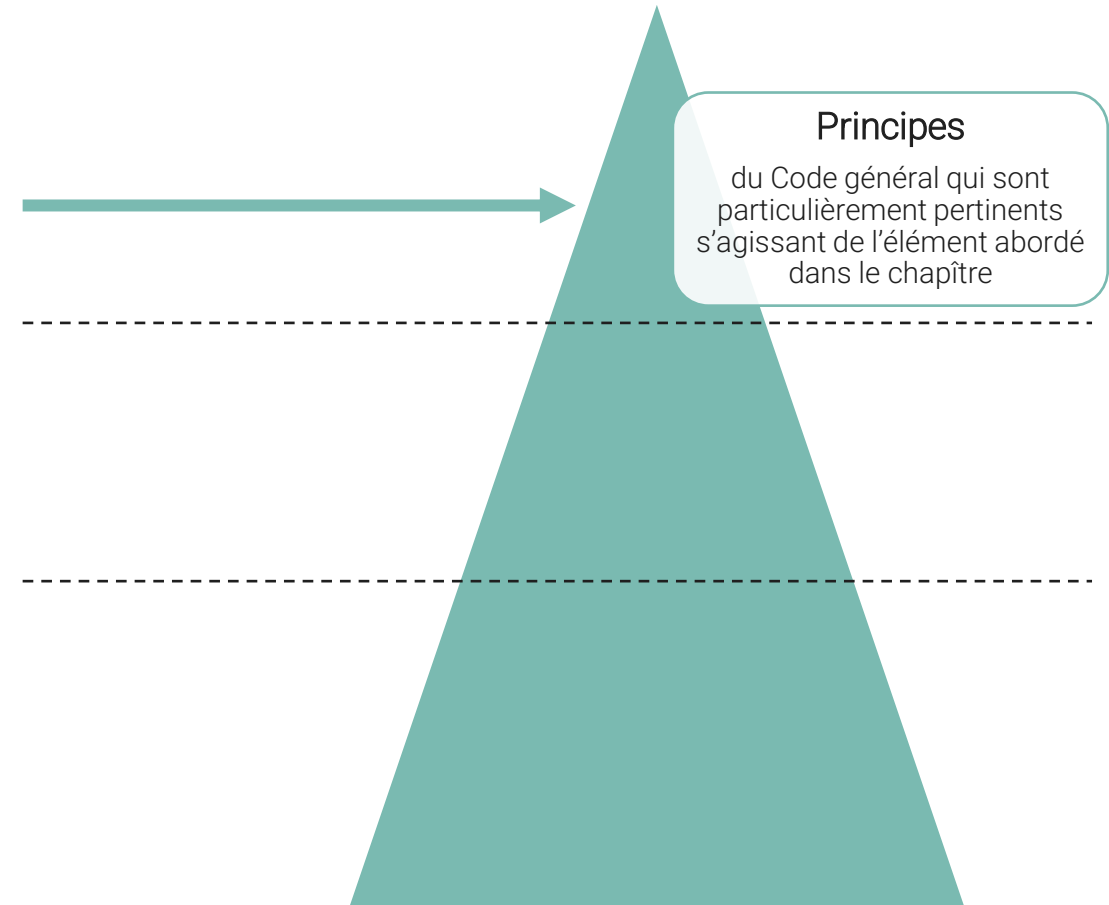 Principes
du Code général qui sont
particulièrement pertinents
s’agissant de l’élément abordé
dans le chapître